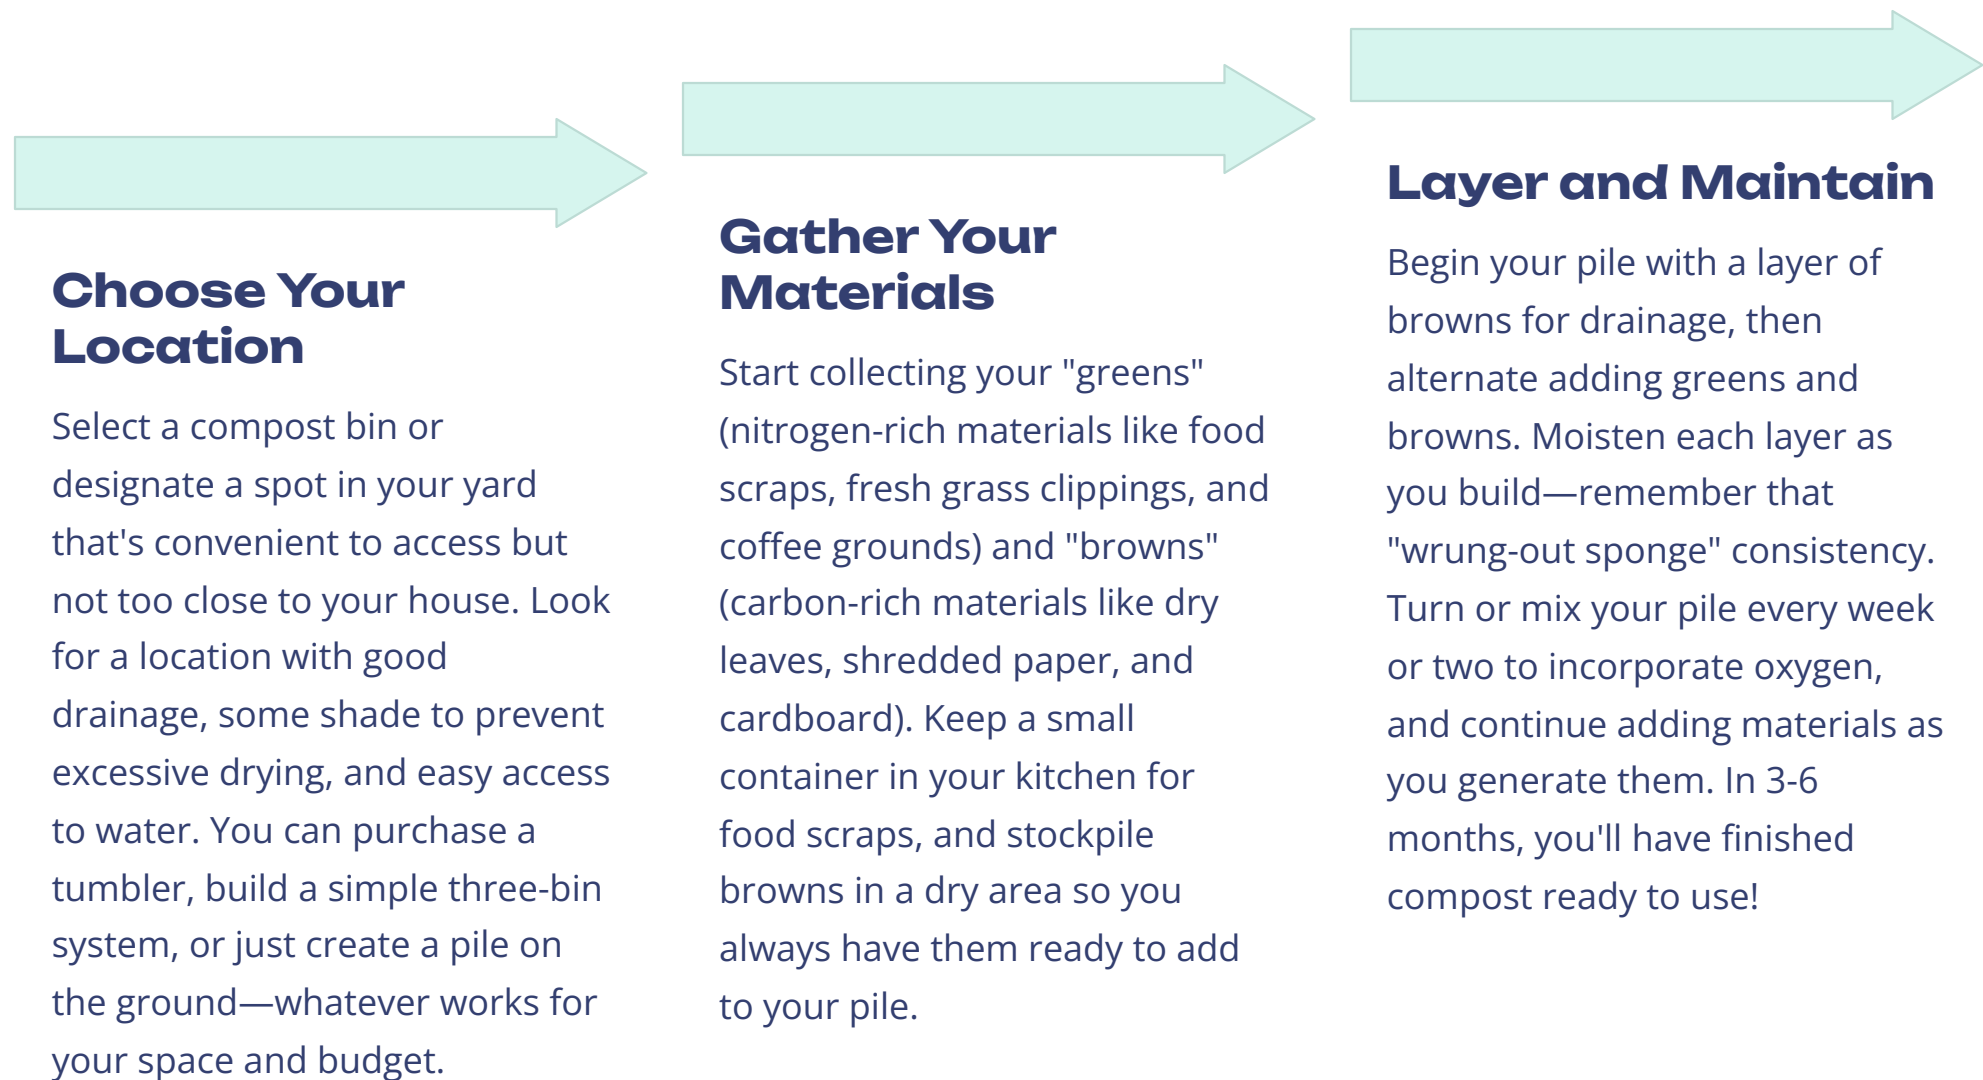 Choose Your
Location
Select a compost bin or
designate a spot in your yard
that's convenient to access but
not too close to your house. Look
for a location with good
drainage, some shade to prevent
excessive drying, and easy access
to water. You can purchase a
tumbler, build a simple three-bin
system, or just create a pile on
the ground—whatever works for
your space and budget.
Gather Your
Materials
Start collecting your "greens"
(nitrogen-rich materials like food
scraps, fresh grass clippings, and
coffee grounds) and "browns"
(carbon-rich materials like dry
leaves, shredded paper, and
cardboard). Keep a small
container in your kitchen for
food scraps, and stockpile
browns in a dry area so you
always have them ready to add
to your pile.
Layer and Maintain
Begin your pile with a layer of
browns for drainage, then
alternate adding greens and
browns. Moisten each layer as
you build—remember that
"wrung-out sponge" consistency.
Turn or mix your pile every week
or two to incorporate oxygen,
and continue adding materials as
you generate them. In 3-6
months, you'll have finished
compost ready to use!